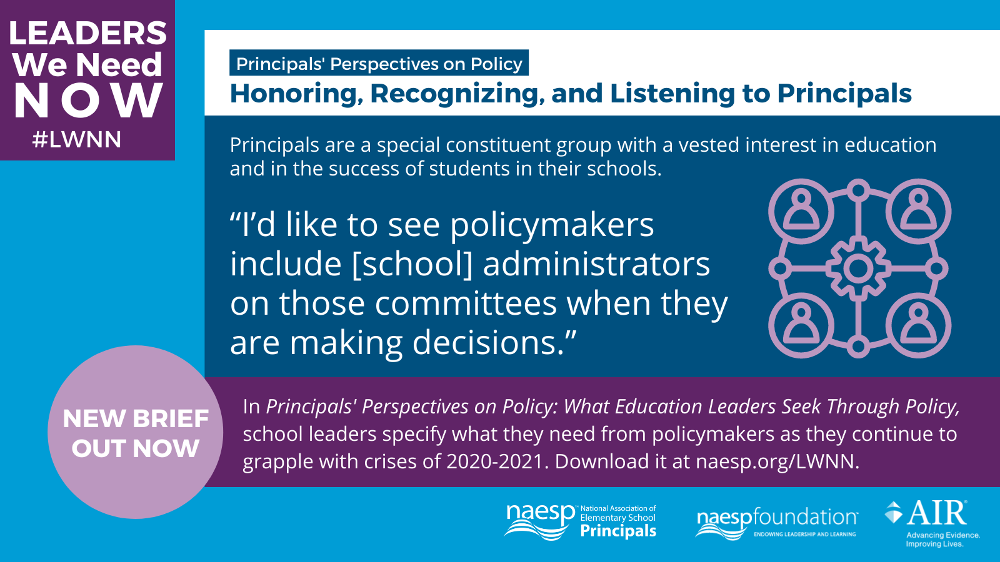 LEADERS
We Need
NOW
#LWNN
Principals' Perspectives on Policy
Honoring, Recognizing, and Listening to Principals
Principals are a special constituent group with a vested interest in education
and in the success of students in their schools.
“I’d like to see policymakers
include [school] administrators
on those committees when they
are making decisions.”
NEW BRIEF
OUT NOW
In Principals' Perspectives on Policy: What Education Leaders Seek Through Policy,
school leaders specify what they need from policymakers as they continue to
grapple with crises of 2020-2021. Download it at naesp.org/LWNN.
naesp™
National Association of
Elementary School
Principals
naespfoundation™
ENDOWING LEADERSHIP AND LEARNING
AIR®
Advancing Evidence.
Improving Lives.